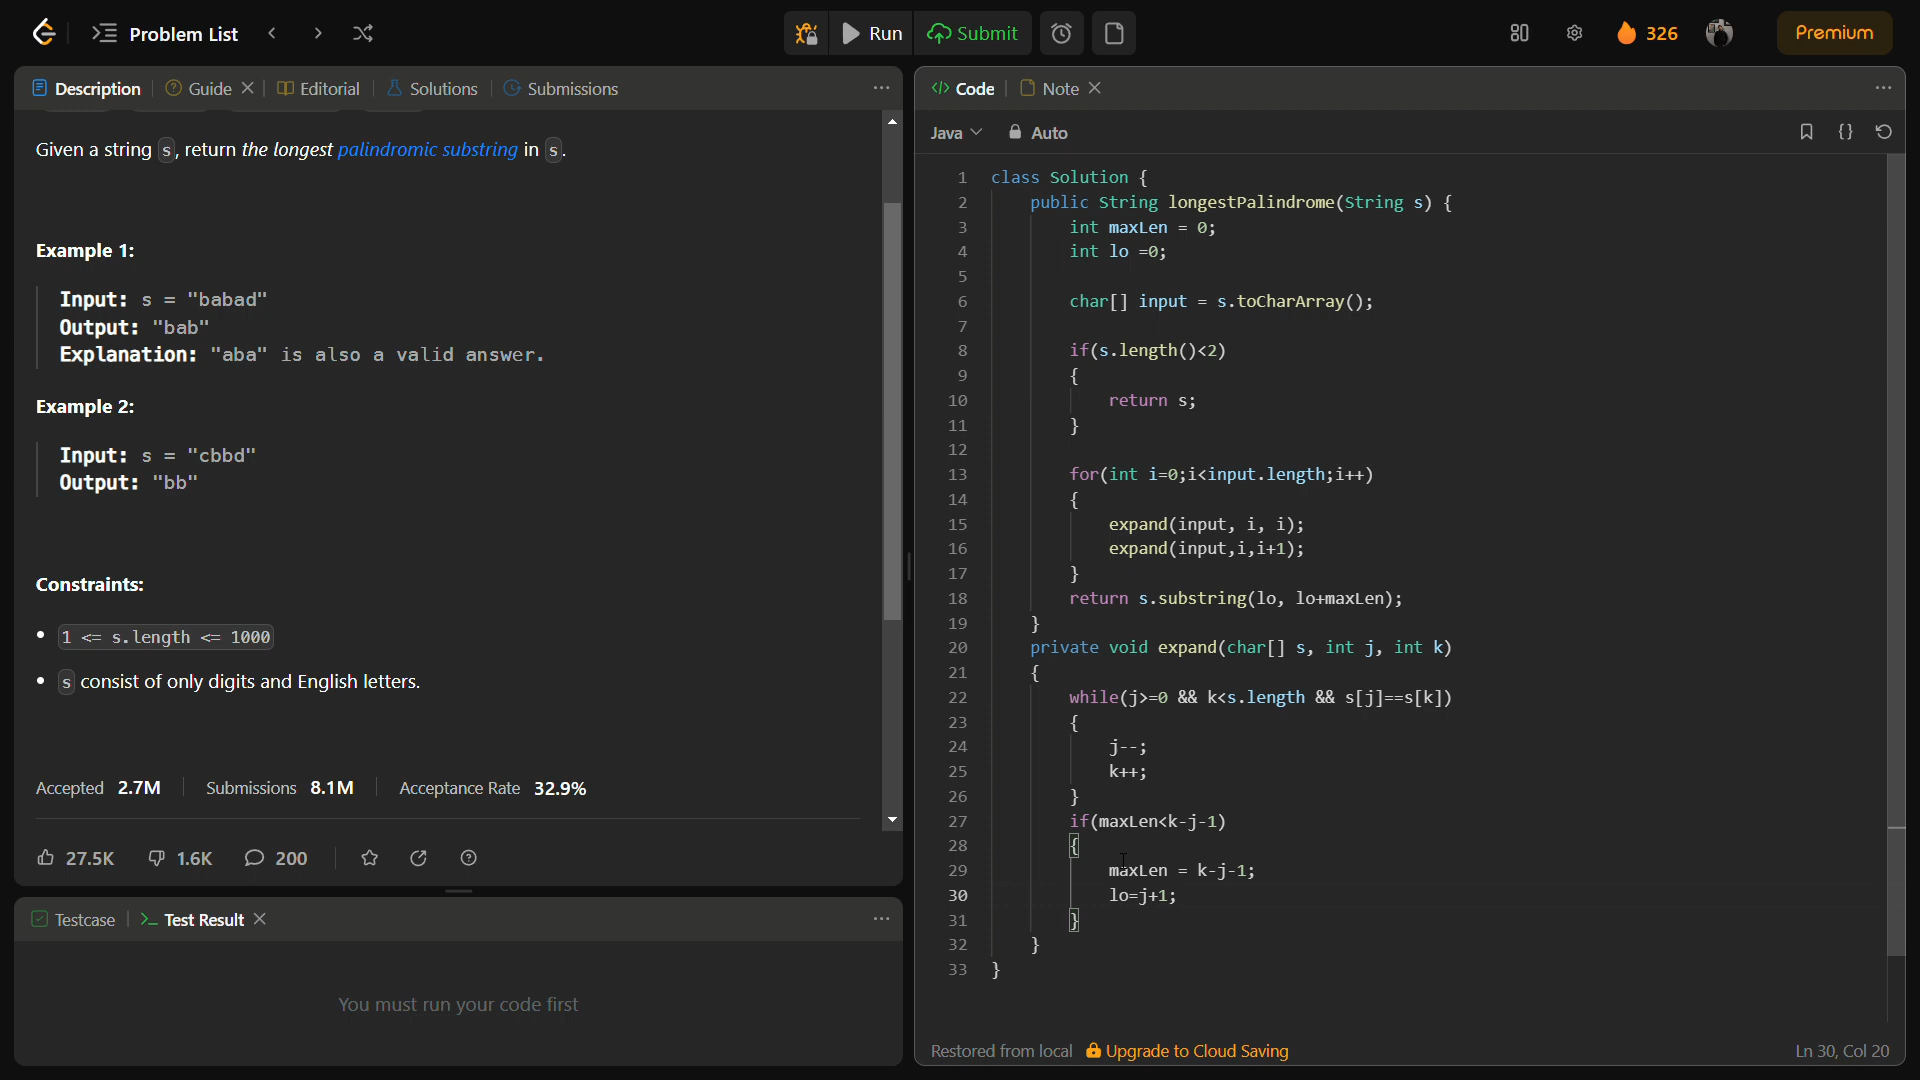 Problem List
Run
Submit
326
Premium
Description
Guide
Editorial
Solutions
Submissions
Given a string s, return the longest palindromic substring in s.
Example 1:
Input: s = "babad"
Output: "bab"
Explanation: "aba" is also a valid answer.
Example 2:
Input: s = "cbbd"
Output: "bb"
Constraints:
1 <= s.length <= 1000
s consist of only digits and English letters.
Accepted 2.7M
Submissions 8.1M
Acceptance Rate 32.9%
27.5K
1.6K
200
Testcase
>_ Test Result
You must run your code first
</> Code
Note
Java
Auto
{}
1 class Solution {
2 public String longestPalindrome(String s) {
3 int maxLen = 0;
4 int lo =0;
5
6 char[] input = s.toCharArray();
7
8 if(s.length()<2)
9 {
10 return s;
11 }
12
13 for(int i=0;i<input.length;i++)
14 {
15 expand(input, i, i);
16 expand(input,i,i+1);
17 }
18 return s.substring(lo, lo+maxLen);
19 }
20 private void expand(char[] s, int j, int k)
21 {
22 while(j>=0 && k<s.length && s[j]==s[k])
23 {
24 j--;
25 k++;
26 }
27 if(maxLen<k-j-1)
28 {
29 maxLen = k-j-1;
30 lo=j+1;
31 }
32 }
33 }
Restored from local
Upgrade to Cloud Saving
Ln 30, Col 20